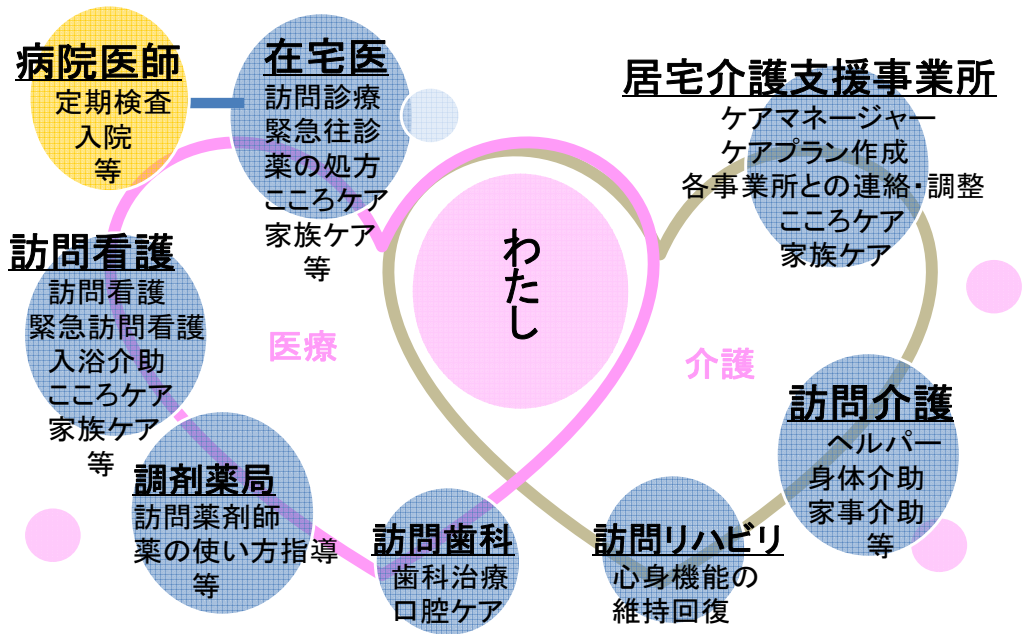 病院医師
定期検査
入院
等
在宅医
訪問診療
緊急往診
薬の処方
こころケア
家族ケア
等
居宅介護支援事業所
ケアマネージャー
ケアプラン作成
各事業所との連絡・調整
こころケア
家族ケア
わたし
訪問看護
訪問看護
緊急訪問看護
入浴介助
こころケア
家族ケア
等
医療
介護
訪問介護
ヘルパー
身体介助
家事介助
等
調剤薬局
訪問薬剤師
薬の使い方指導
等
訪問歯科
歯科治療
口腔ケア
訪問リハビリ
心身機能の
維持回復